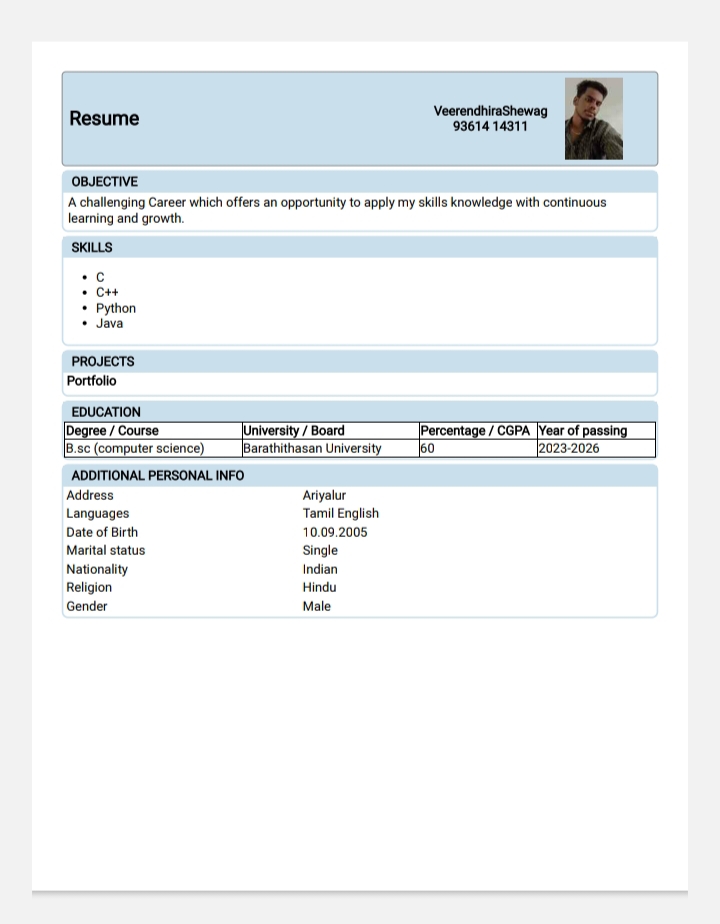 Resume
VeerendhiraShewag
93614 14311
OBJECTIVE
A challenging Career which offers an opportunity to apply my skills knowledge with continuous
learning and growth.
SKILLS
• C
• C++
• Python
• Java
PROJECTS
Portfolio
EDUCATION
Degree / Course University / Board Percentage / CGPA Year of passing
B.sc (computer science) Barathithasan University 60 2023-2026
ADDITIONAL PERSONAL INFO
Address Ariyalur
Languages Tamil English
Date of Birth 10.09.2005
Marital status Single
Nationality Indian
Religion Hindu
Gender Male